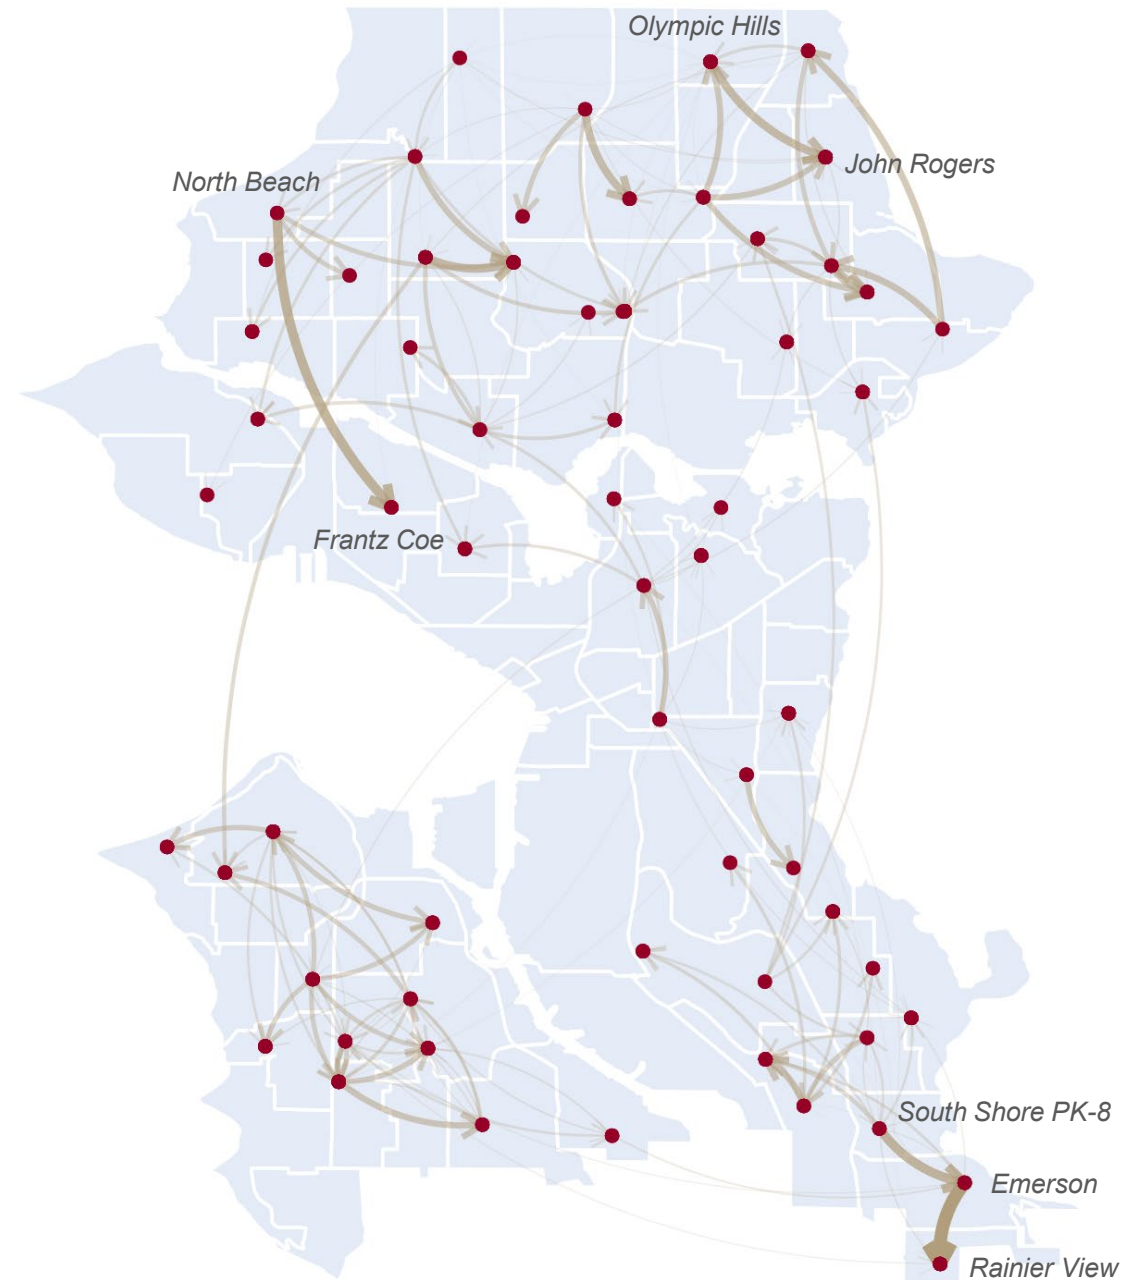 Olympic Hills
John Rogers
North Beach
Frantz Coe
South Shore PK-8
Emerson
Rainier View